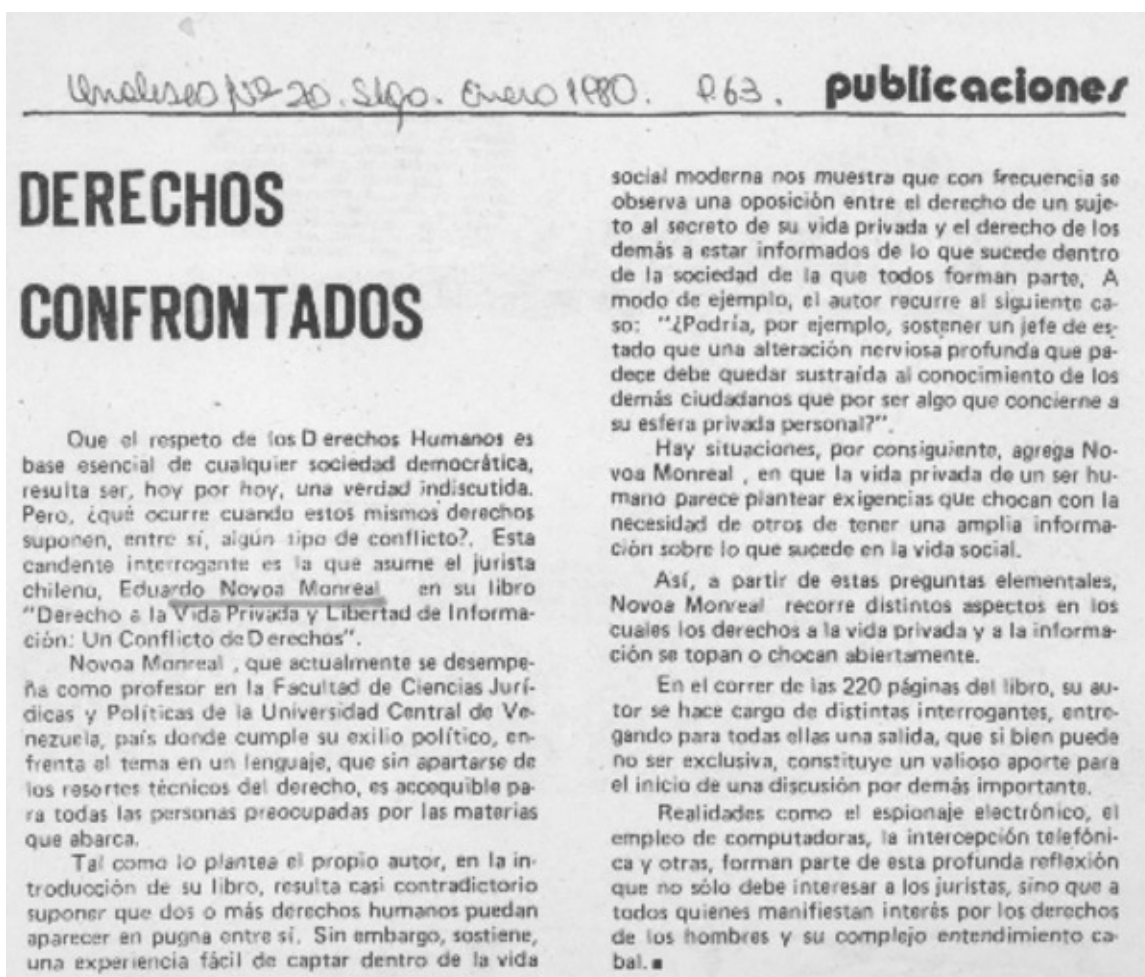 Análisis Nº 20. Stgo. Enero 1980. P.63. publicaciones
DERECHOS
CONFRONTADOS
Que el respeto de los Derechos Humanos es
base esencial de cualquier sociedad democrática,
resulta ser, hoy por hoy, una verdad indiscutida.
Pero, ¿qué ocurre cuando estos mismos derechos
suponen, entre sí, algún tipo de conflicto?. Esta
candente interrogante es la que asume el jurista
chileno, Eduardo Novoa Monreal en su libro
"Derecho a la Vida Privada y Libertad de Informa-
ción: Un Conflicto de Derechos".
Novoa Monreal , que actualmente se desempe-
ña como profesor en la Facultad de Ciencias Jurí-
dicas y Políticas de la Universidad Central de Ve-
nezuela, país donde cumple su exilio político, en-
frenta el tema en un lenguaje, que sin apartarse de
los resortes técnicos del derecho, es accequible pa-
ra todas las personas preocupadas por las materias
que abarca.
Tal como lo plantea el propio autor, en la in-
troducción de su libro, resulta casi contradictorio
suponer que dos o más derechos humanos puedan
aparecer en pugna entre sí. Sin embargo, sostiene,
una experiencia fácil de captar dentro de la vida
social moderna nos muestra que con frecuencia se
observa una oposición entre el derecho de un suje-
to al secreto de su vida privada y el derecho de los
demás a estar informados de lo que sucede dentro
de la sociedad de la que todos forman parte. A
modo de ejemplo, el autor recurre al siguiente ca-
so: "¿Podría, por ejemplo, sostener un jefe de es-
tado que una alteración nerviosa profunda que pa-
dece debe quedar sustraída al conocimiento de los
demás ciudadanos que por ser algo que concierne a
su esfera privada personal?".
Hay situaciones, por consiguiente, agrega No-
voa Monreal , en que la vida privada de un ser hu-
mano parece plantear exigencias que chocan con la
necesidad de otros de tener una amplia informa-
ción sobre lo que sucede en la vida social.
Así, a partir de estas preguntas elementales,
Novoa Monreal recorre distintos aspectos en los
cuales los derechos a la vida privada y a la informa-
ción se topan o chocan abiertamente.
En el correr de las 220 páginas del libro, su au-
tor se hace cargo de distintas interrogantes, entre-
gando para todas ellas una salida, que si bien puede
no ser exclusiva, constituye un valioso aporte para
el inicio de una discusión por demás importante.
Realidades como el espionaje electrónico, el
empleo de computadoras, la intercepción telefóni-
ca y otras, forman parte de esta profunda reflexión
que no sólo debe interesar a los juristas, sino que a
todos quienes manifiestan interés por los derechos
de los hombres y su complejo entendimiento ca-
bal.